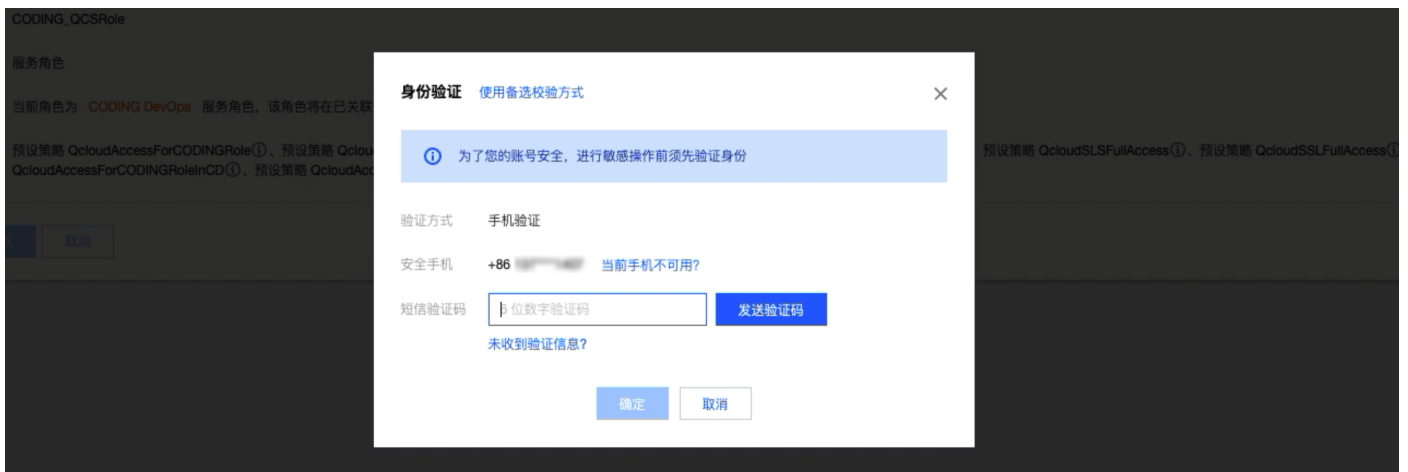 CODING_QCSRole
服务角色
当前角色为 CODING DevOps 服务角色，该角色将在已关联
预设策略 QcloudAccessForCODINGRole、预设策略 Qclou
QcloudAccessForCODINGRoleInCD、预设策略 QcloudAcc
取消
身份验证 使用备选校验方式
为了您的账号安全，进行敏感操作前须先验证身份
验证方式 手机验证
安全手机 +86 当前手机不可用?
短信验证码 6 位数字验证码 发送验证码
未收到验证信息?
确定 取消
预设策略 QcloudSLSFullAccess、预设策略 QcloudSSLFullAccess